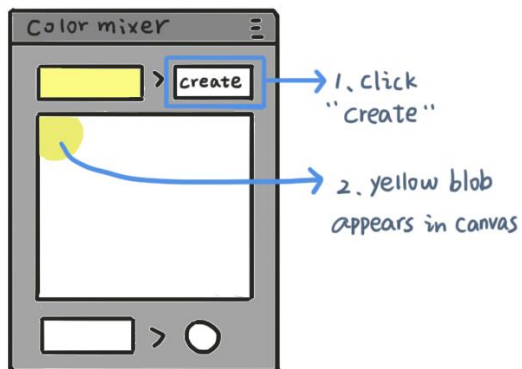 Color mixer
create
1. click
"create"
2. yellow blob
appears in canvas